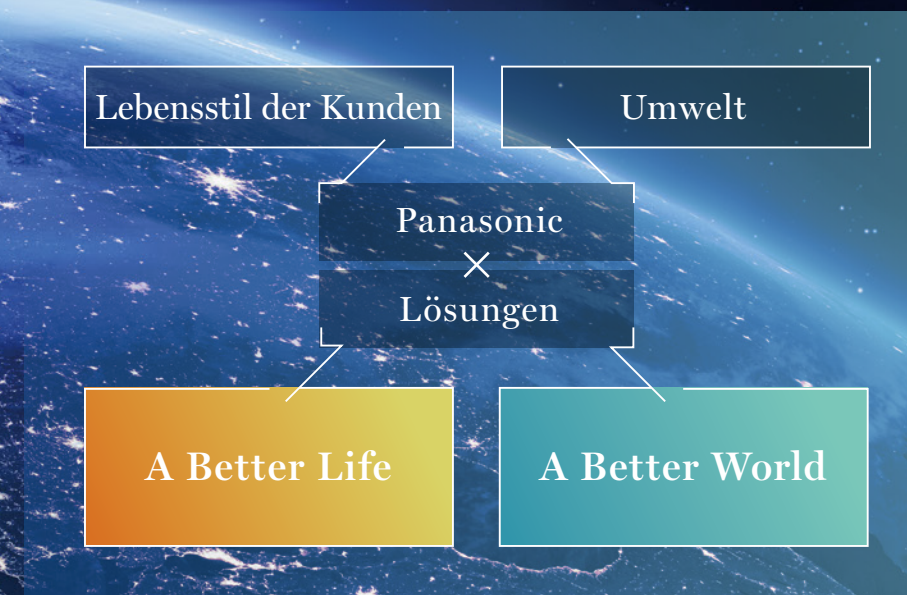 Lebensstil der Kunden
Umwelt
Panasonic
×
Lösungen
A Better Life
A Better World